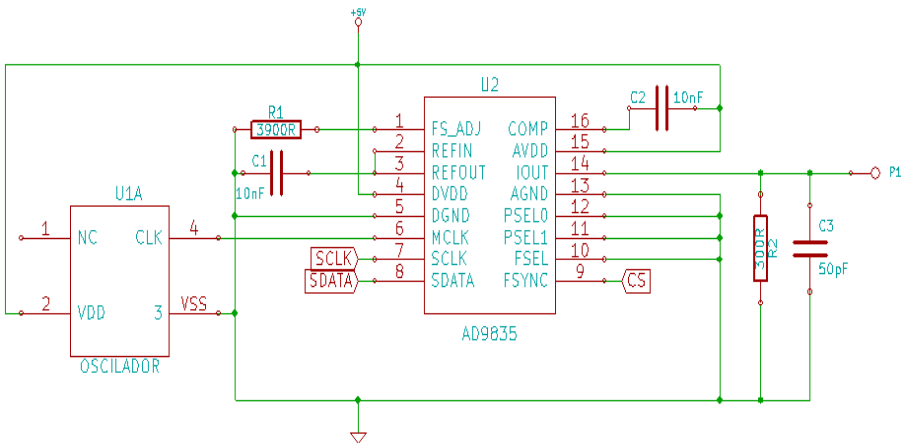 +5V
U2
C2 10nF
R1
3900R
1 FS_ADJ COMP 16
2 REFIN AVDD 15
C1
3 REFOUT IOUT 14
P1
10nF
4 DVDD AGND 13
U1A
5 DGND PSEL0 12
C3
1 NC CLK 4
6 MCLK PSEL1 11
300R
R2
SCLK 7 SCLK FSEL 10
50pF
SDATA 8 SDATA FSYNC 9 CS
2 VDD 3 VSS
AD9835
OSCILADOR